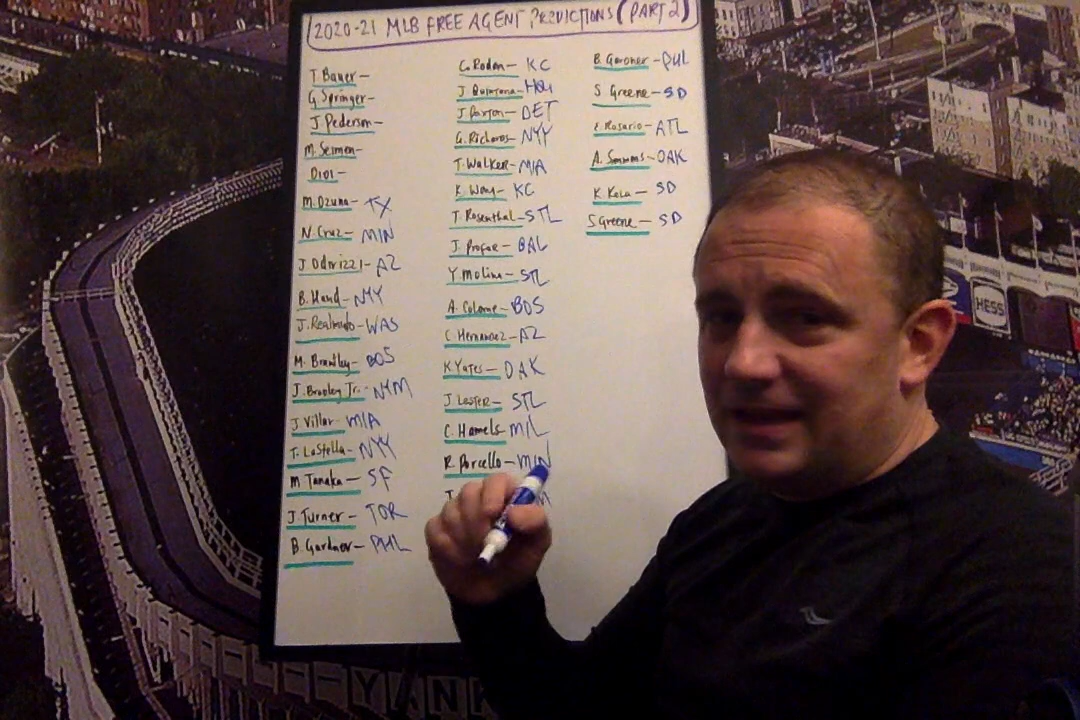 2020-21 MLB FREE AGENT PREDICTIONS (PART 2)
T. Bauer-
G. Springer-
J. Pederson-
M. Semien-
Didi-
M. Ozuna- TX
N. Cruz- MIN
J. Odorizzi- AZ
B. Hand- NYY
J. Realmuto- WAS
M. Brantley- BOS
J. Bradley Jr.- NYM
J. Villar- MIA
T. LaStella- NYY
M Tanaka- SF
J. Turner- TOR
B. Gardner- PHL
C. Rodon- KC
J Quintana- HOU
J. Paxton- DET
G. Richards- NYY
T. Walker- MIA
K. Wong- KC
T. Rosenthal- STL
J. Profar- BAL
Y. Molina- STL
A. Colome- BOS
C. Hernandez- AZ
K Yates- OAK
J. Lester- STL
C. Hamels- MIL
R. Porcello- MIN
B. Gardner- PHL
S Greene- SD
E. Rosario- ATL
A. Simmons- OAK
K. Kela- SD
S. Greene- SD
HESS
YANK